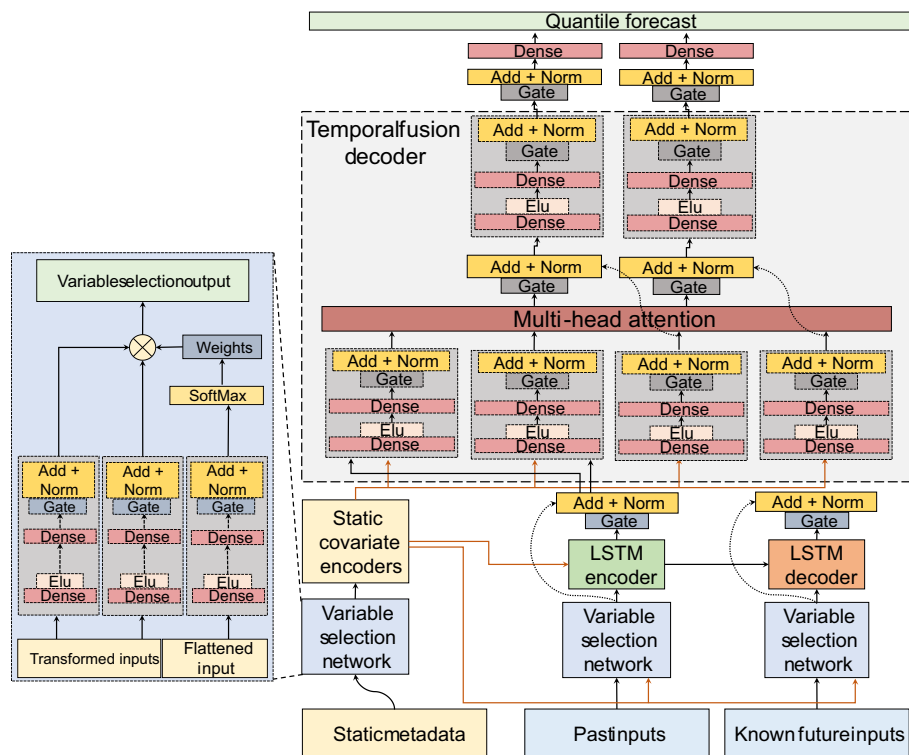 Quantile forecast
Dense
Dense
Add + Norm
Add + Norm
Gate
Gate
Temporalfusion
decoder
Add + Norm
Add + Norm
Gate
Gate
Dense
Dense
Elu
Elu
Dense
Dense
Add + Norm
Add + Norm
Gate
Gate
Multi-head attention
Add + Norm
Add + Norm
Add + Norm
Add + Norm
Gate
Gate
Gate
Gate
Dense
Dense
Dense
Dense
Elu
Elu
Elu
Elu
Dense
Dense
Dense
Dense
Variableselectionoutput
Weights
SoftMax
Add +
Norm
Add +
Norm
Add +
Norm
Gate
Gate
Gate
Dense
Dense
Dense
Elu
Elu
Elu
Dense
Dense
Dense
Transformed inputs
Flattened
input
Static
covariate
encoders
Add + Norm
Gate
LSTM
encoder
Add + Norm
Gate
LSTM
decoder
Variable
selection
network
Variable
selection
network
Variable
selection
network
Staticmetadata
Pastinputs
Known futureinputs